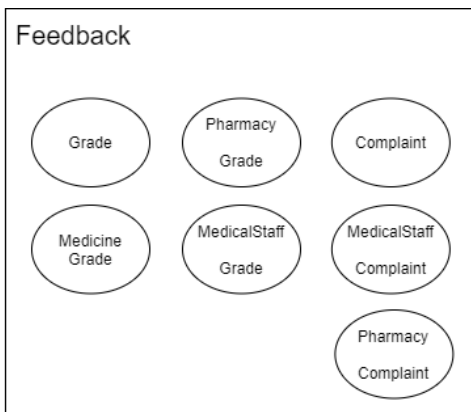 Feedback
Grade
Pharmacy
Grade
Complaint
Medicine
Grade
MedicalStaff
Grade
MedicalStaff
Complaint
Pharmacy
Complaint